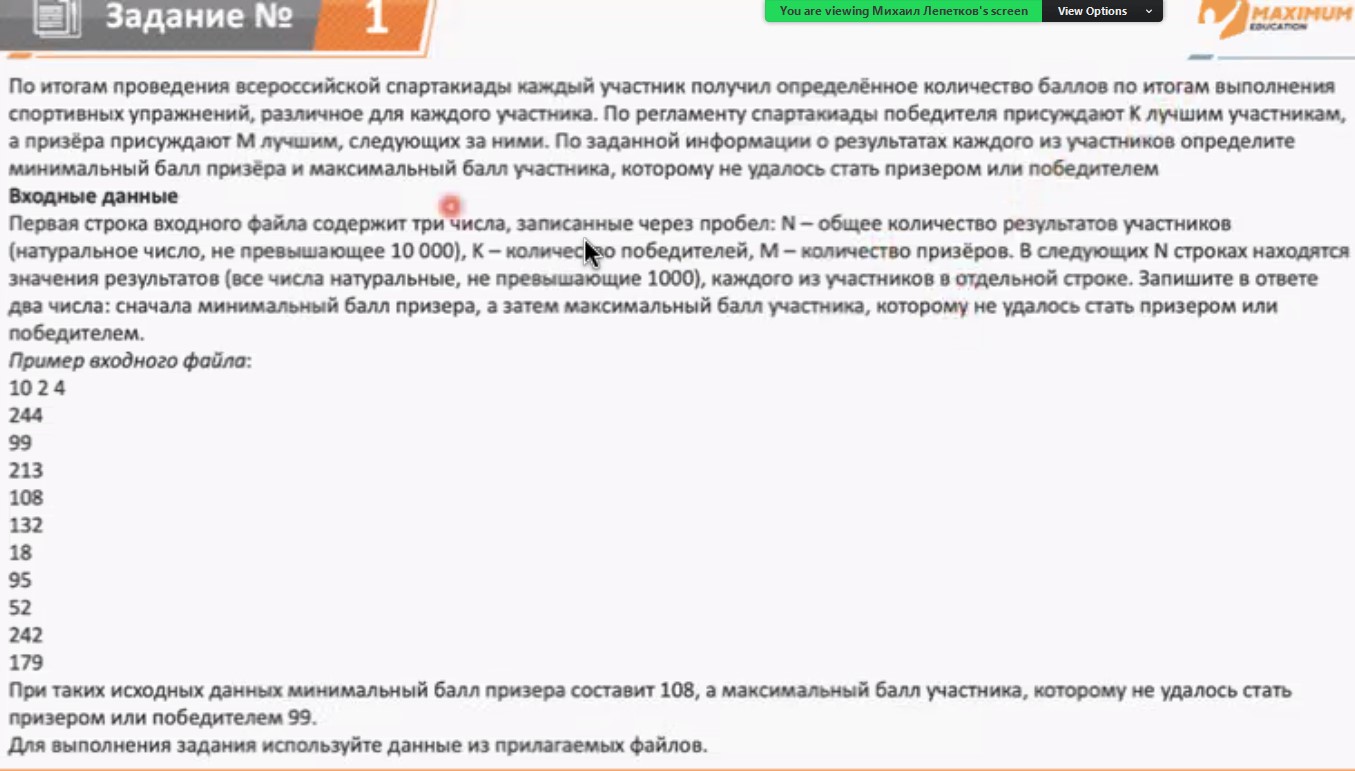 Задание № 1
You are viewing Михаил Лепетков's screen View Options
MAXIMUM
EDUCATION
По итогам проведения всероссийской спартакиады каждый участник получил определённое количество баллов по итогам выполнения
спортивных упражнений, различное для каждого участника. По регламенту спартакиады победителя присуждают К лучшим участникам,
а призёра присуждают М лучшим, следующих за ними. По заданной информации о результатах каждого из участников определите
минимальный балл призёра и максимальный балл участника, которому не удалось стать призером или победителем
Входные данные
Первая строка входного файла содержит три числа, записанные через пробел: N – общее количество результатов участников
(натуральное число, не превышающее 10 000), К – количество победителей, М – количество призёров. В следующих N строках находятся
значения результатов (все числа натуральные, не превышающие 1000), каждого из участников в отдельной строке. Запишите в ответе
два числа: сначала минимальный балл призера, а затем максимальный балл участника, которому не удалось стать призером или
победителем.
Пример входного файла:
10 2 4
244
99
213
108
132
18
95
52
242
179
При таких исходных данных минимальный балл призера составит 108, а максимальный балл участника, которому не удалось стать
призером или победителем 99.
Для выполнения задания используйте данные из прилагаемых файлов.